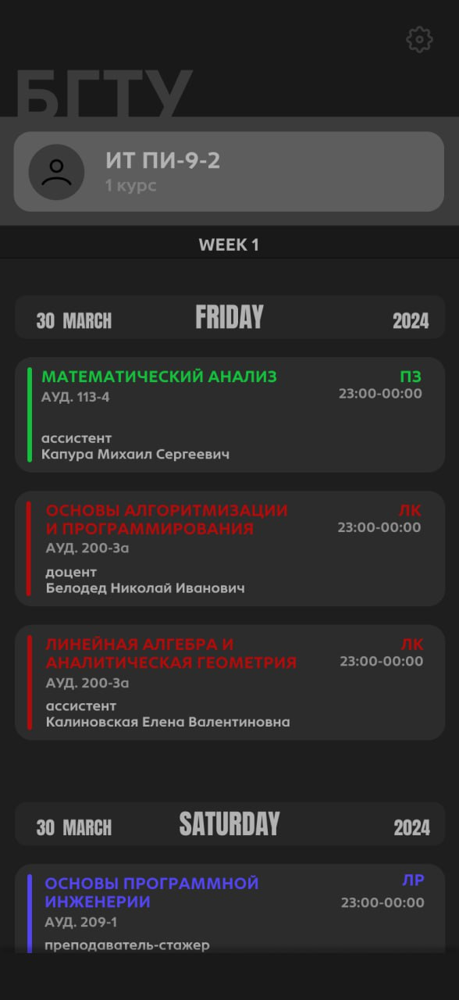 БГТУ
ИТ ПИ-9-2
1 курс
WEEK 1
30 MARCH FRIDAY 2024
МАТЕМАТИЧЕСКИЙ АНАЛИЗ ПЗ
АУД. 113-4 23:00-00:00
ассистент
Капура Михаил Сергеевич
ОСНОВЫ АЛГОРИТМИЗАЦИИ ЛК
И ПРОГРАММИРОВАНИЯ 23:00-00:00
АУД. 200-3а
доцент
Белодед Николай Иванович
ЛИНЕЙНАЯ АЛГЕБРА И ЛК
АНАЛИТИЧЕСКАЯ ГЕОМЕТРИЯ 23:00-00:00
АУД. 200-3а
ассистент
Калиновская Елена Валентиновна
30 MARCH SATURDAY 2024
ОСНОВЫ ПРОГРАММНОЙ ЛР
ИНЖЕНЕРИИ 23:00-00:00
АУД. 209-1
преподаватель-стажер